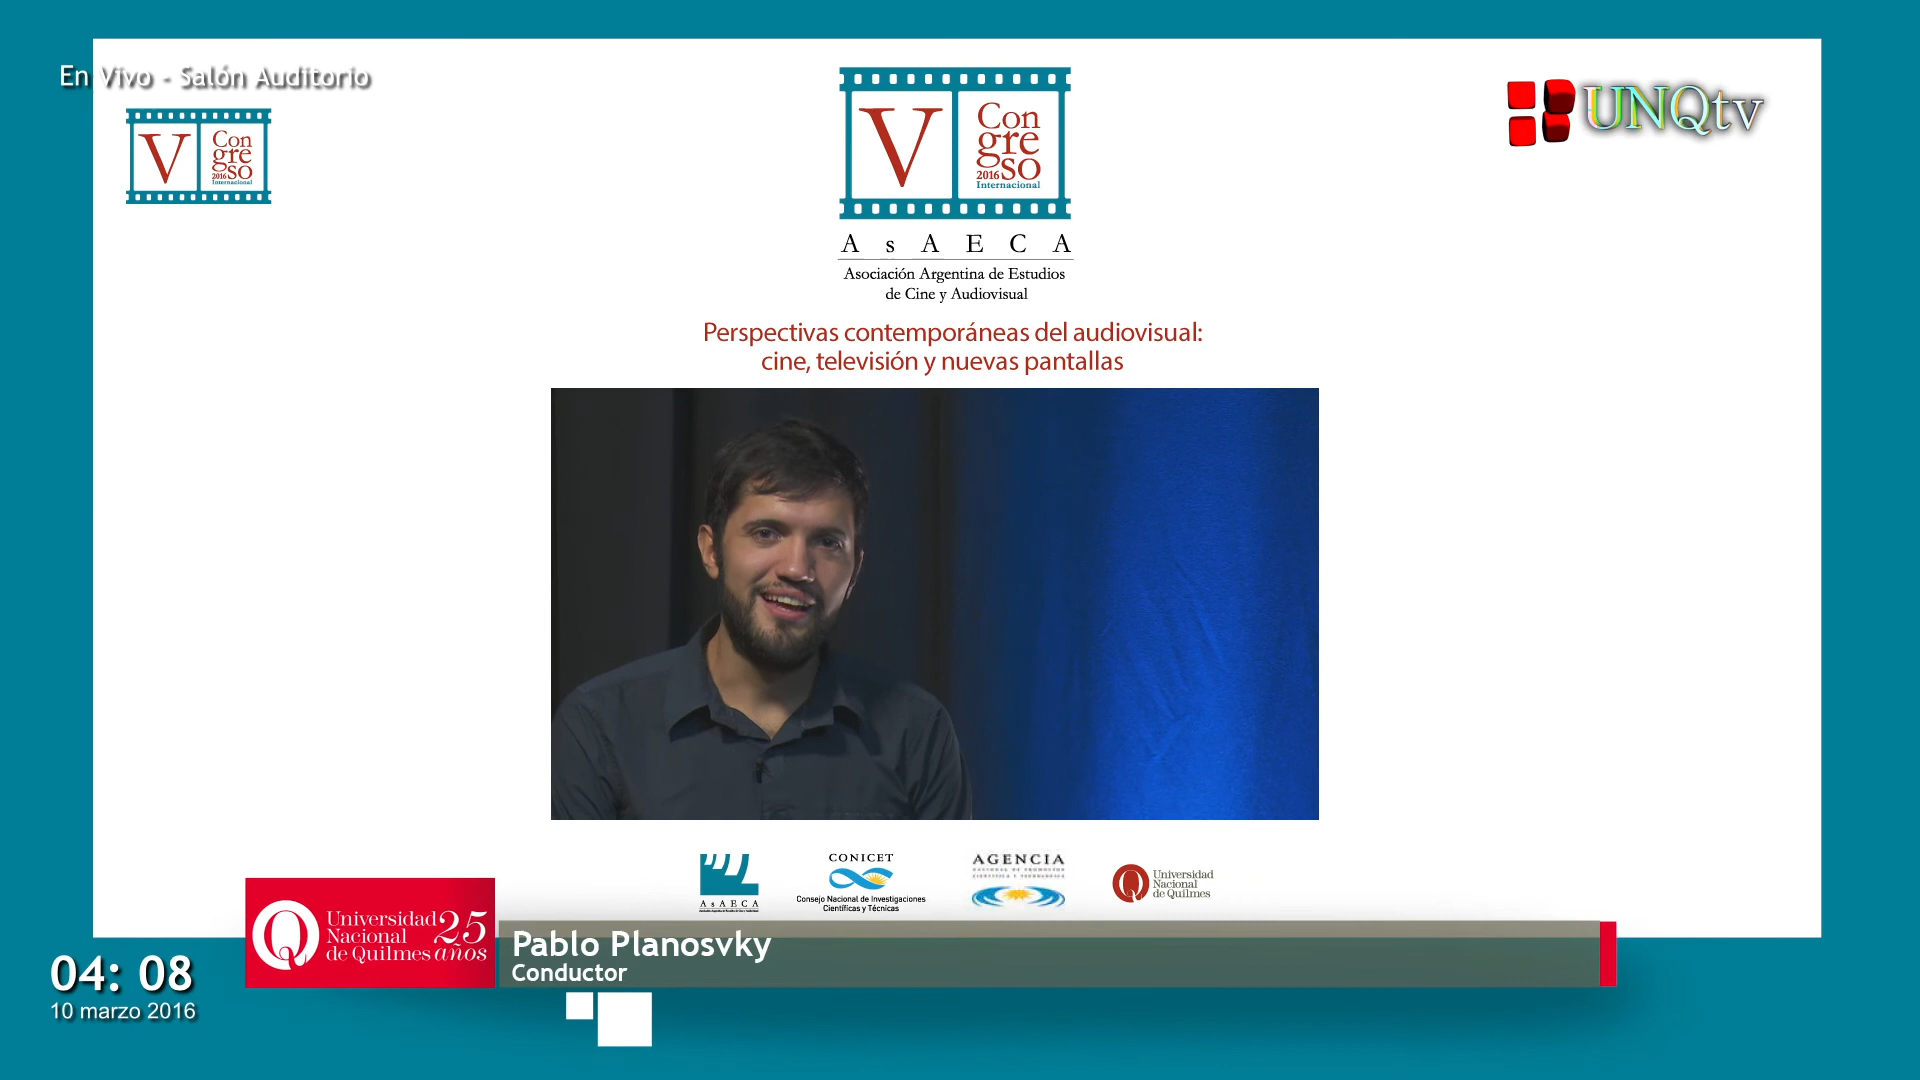 En Vivo - Salón Auditorio
V
Con
gre
2016 so
Internacional
V
Con
gre
2016 so
Internacional
UNQtv
A s A E C A
Asociación Argentina de Estudios
de Cine y Audiovisual
Perspectivas contemporáneas del audiovisual:
cine, televisión y nuevas pantallas
A s A E C A
CONICET
Consejo Nacional de Investigaciones
Científicas y Técnicas
AGENCIA
Universidad
Nacional
de Quilmes
Universidad
Nacional
de Quilmes
25
años
Pablo Planosvky
Conductor
04: 08
10 marzo 2016